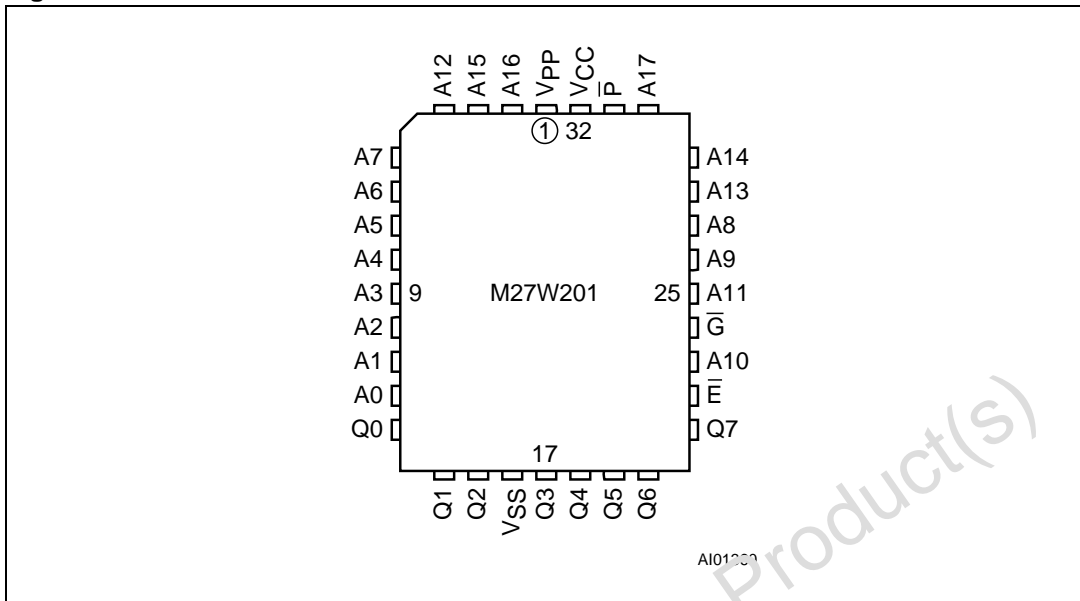 A12 A15 A16 VPP VCC P̅ A17
1 32
A7 A14
A6 A13
A5 A8
A4 A9
A3 9 M27W201 25 A11
A2 G̅
A1 A10
A0 E̅
Q0 Q7
17
Q1 Q2 VSS Q3 Q4 Q5 Q6
Product(s)